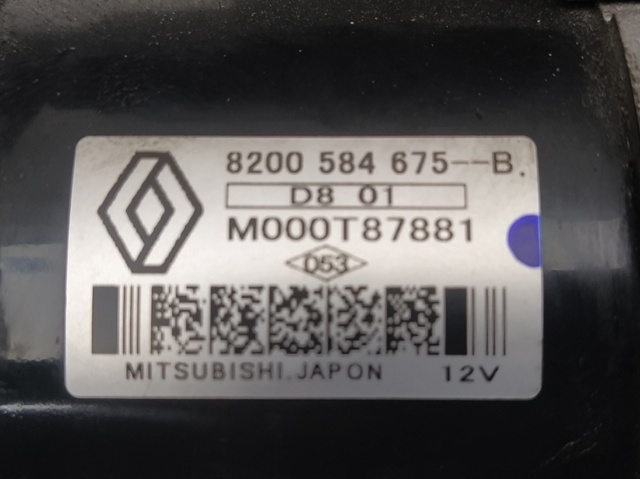 8200 584 675--B.
D8 01
M000T87881
D53
MITSUBISHI.JAPON 12V